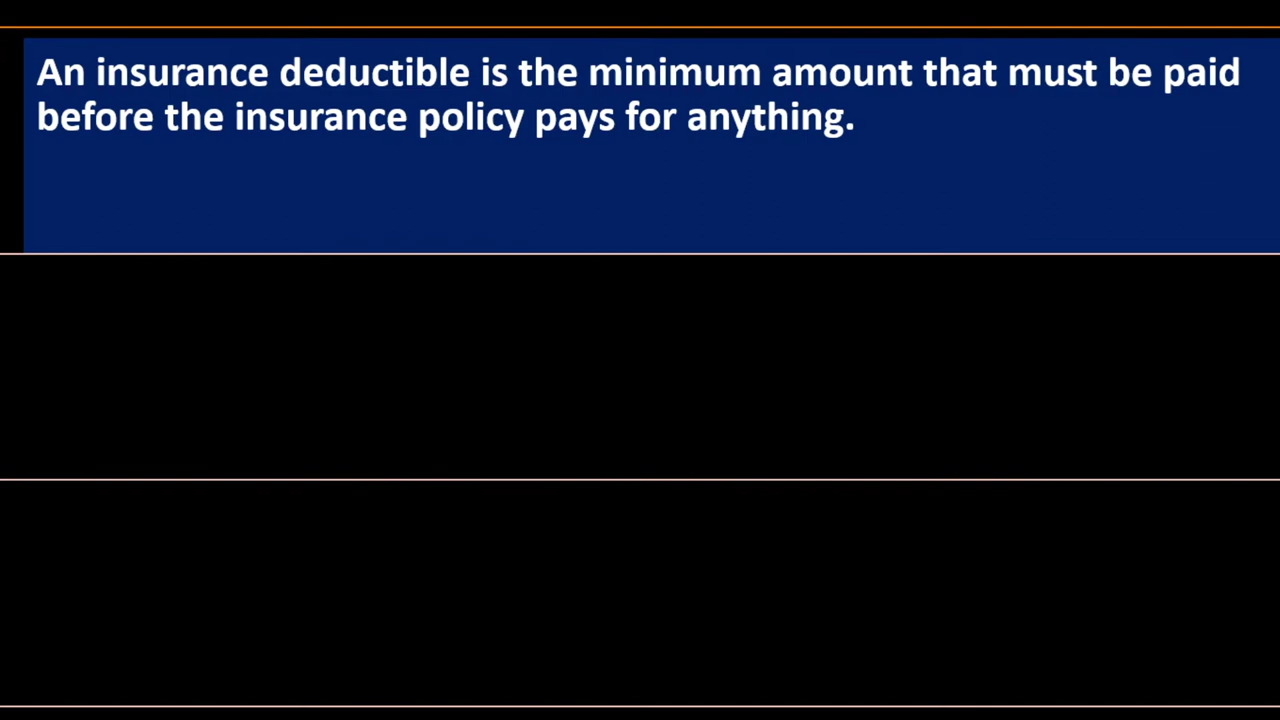 An insurance deductible is the minimum amount that must be paid
before the insurance policy pays for anything.